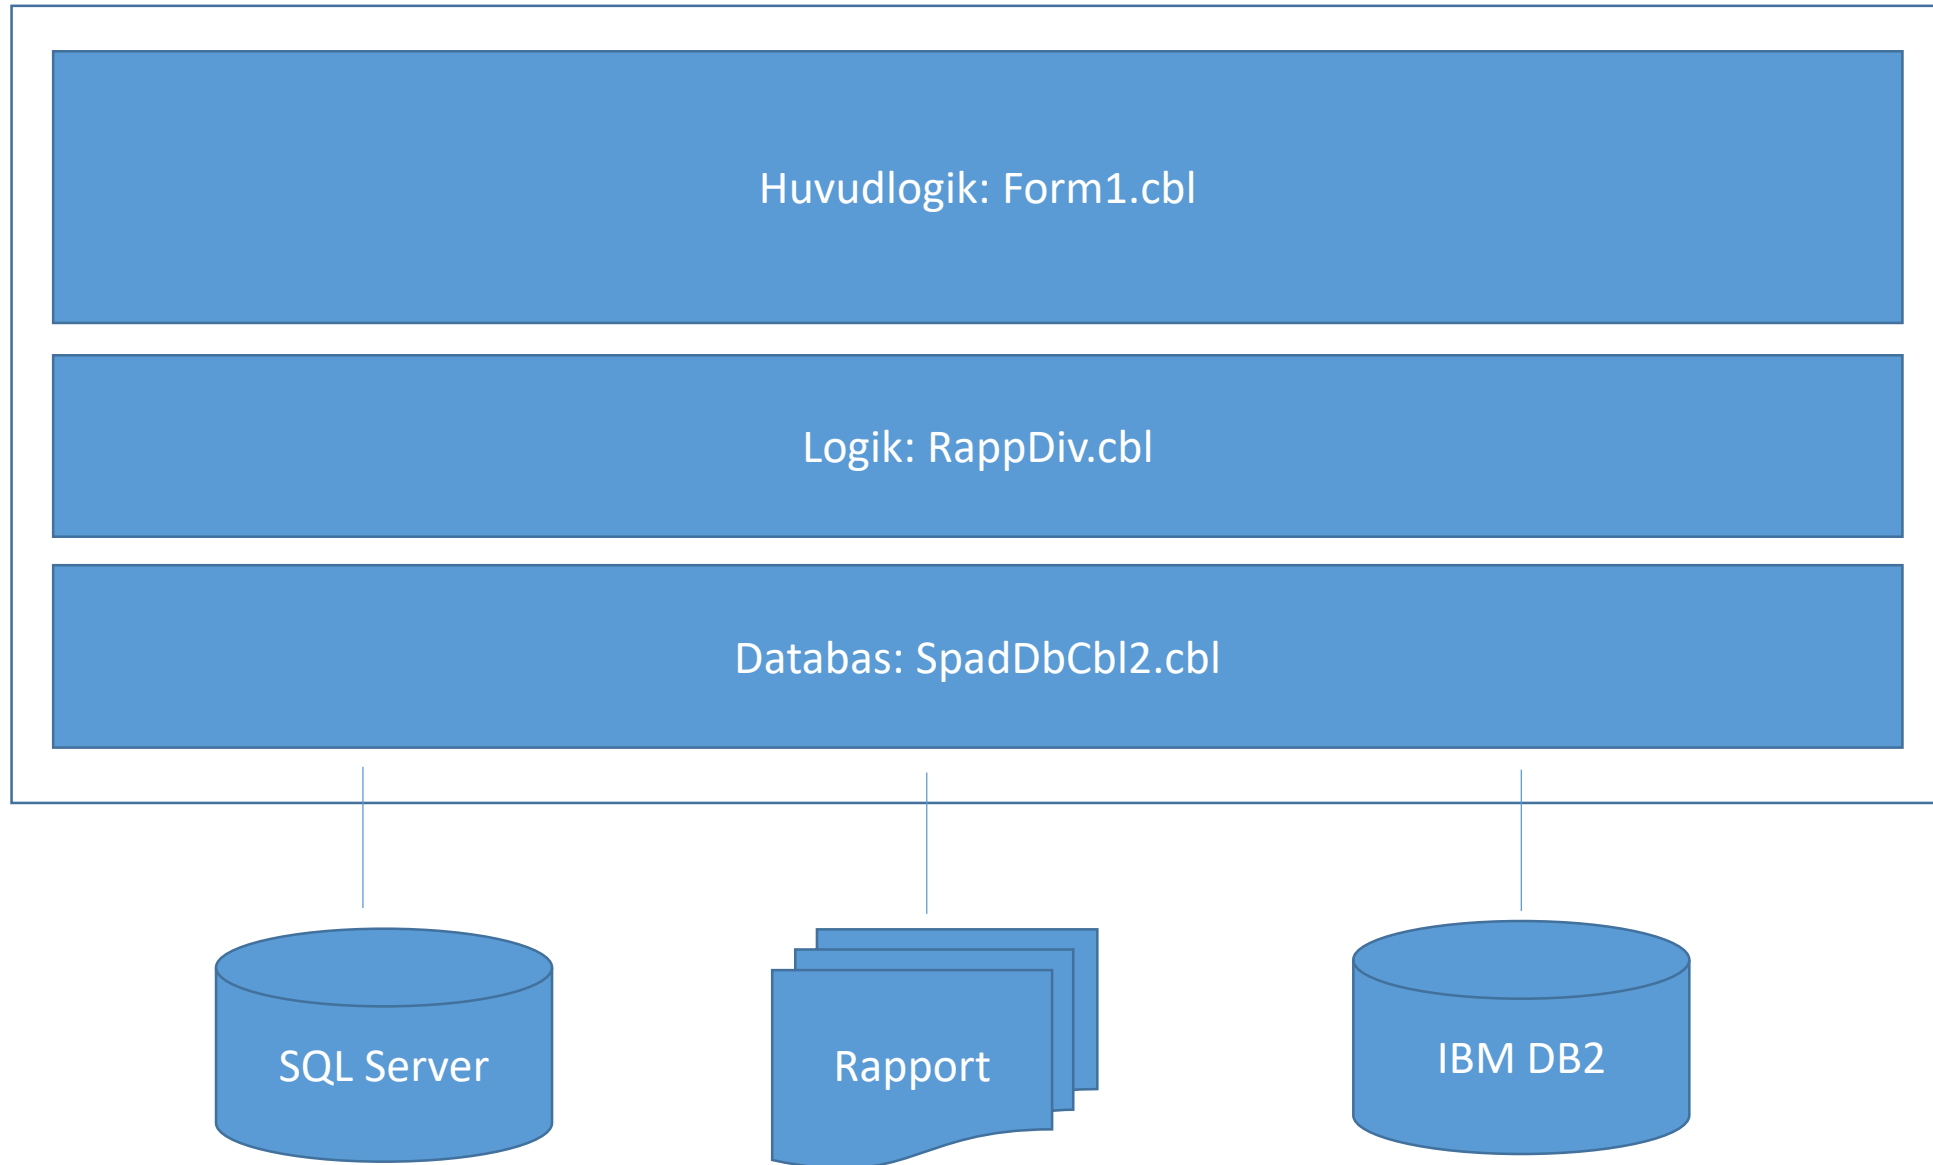 Huvudlogik: Form1.cbl
Logik: RappDiv.cbl
Databas: SpadDbCbl2.cbl
SQL Server
Rapport
IBM DB2